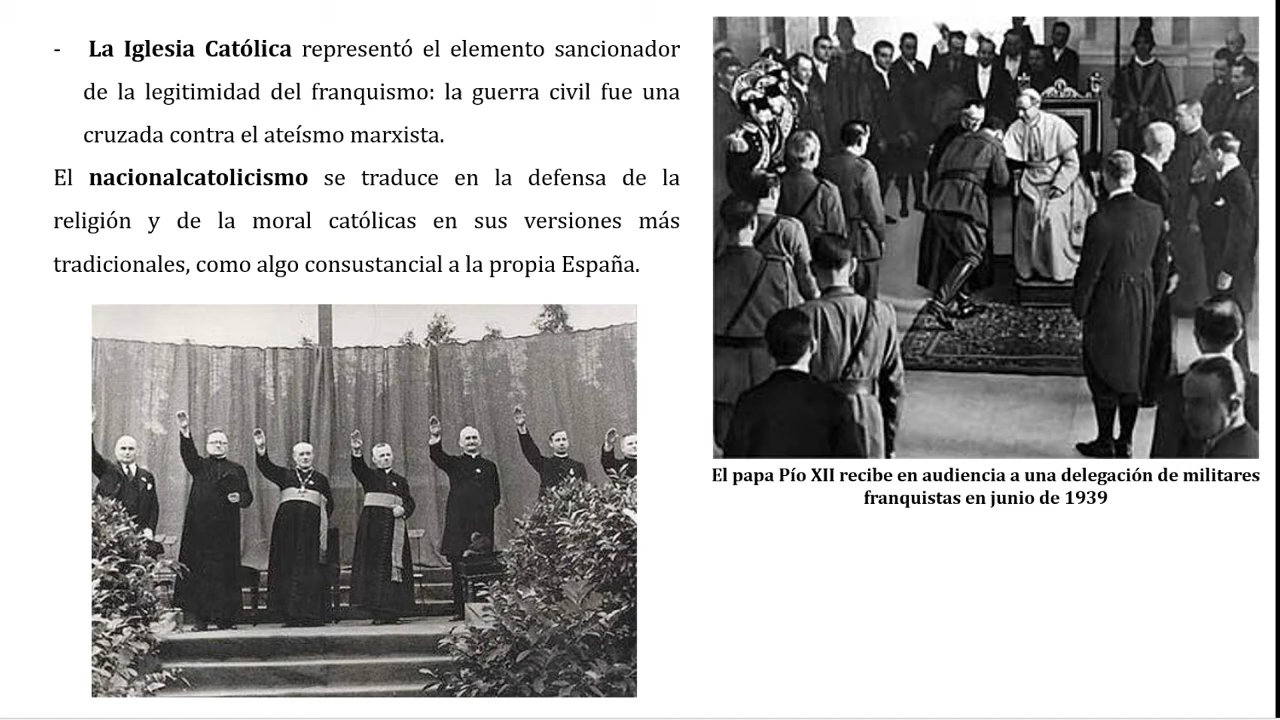 - La Iglesia Católica representó el elemento sancionador
de la legitimidad del franquismo: la guerra civil fue una
cruzada contra el ateísmo marxista.
El nacionalcatolicismo se traduce en la defensa de la
religión y de la moral católicas en sus versiones más
tradicionales, como algo consustancial a la propia España.
El papa Pío XII recibe en audiencia a una delegación de militares
franquistas en junio de 1939